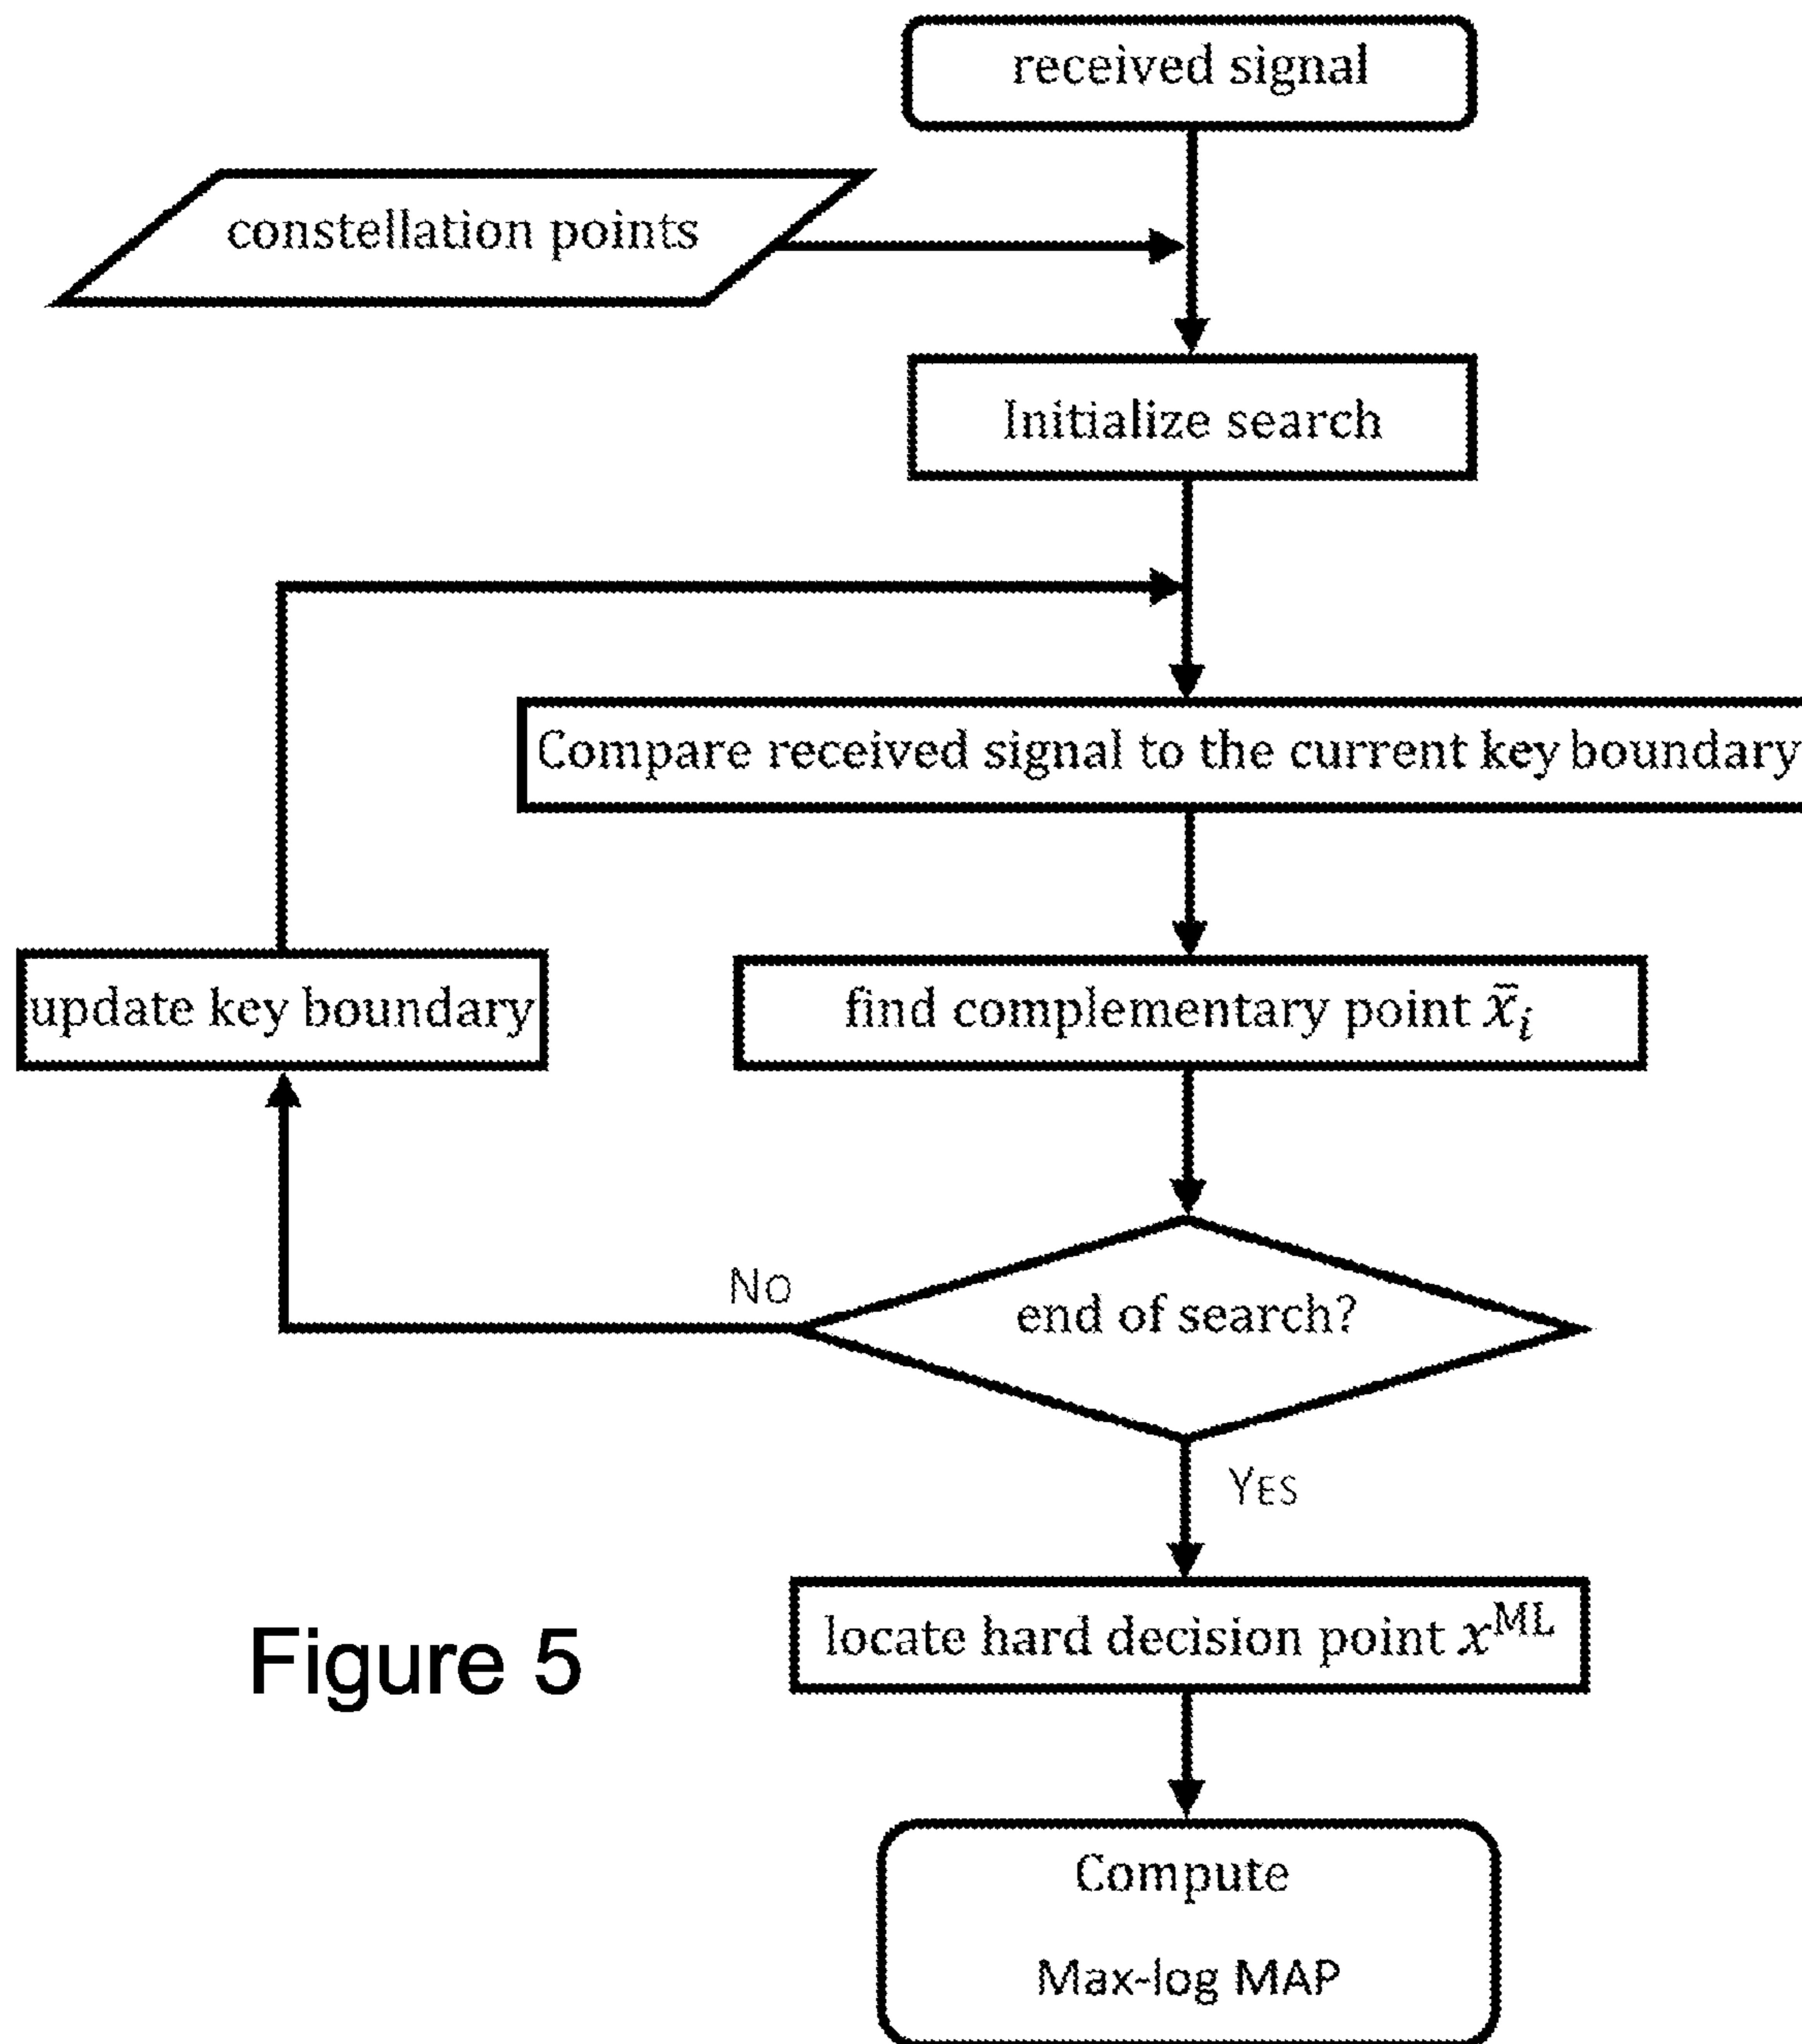 received signal
constellation points
Initialize search
Compare received signal to the current key boundary
update key boundary
find complementary point x̃ᵢ
No
end of search?
Yes
locate hard decision point xᴹᴸ
Figure 5
Compute
Max-log MAP